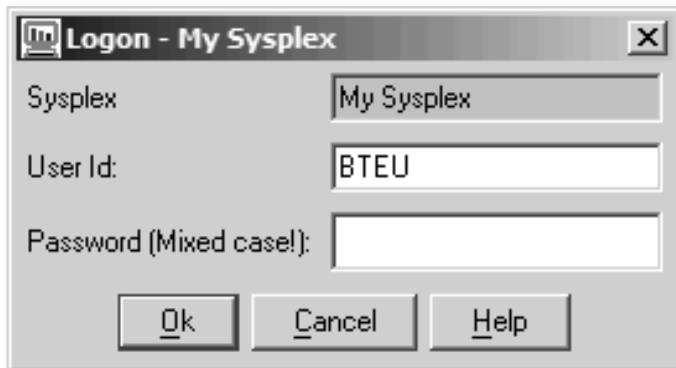 Logon - My Sysplex
Sysplex My Sysplex
User Id: BTEU
Password (Mixed case!):
Ok Cancel Help